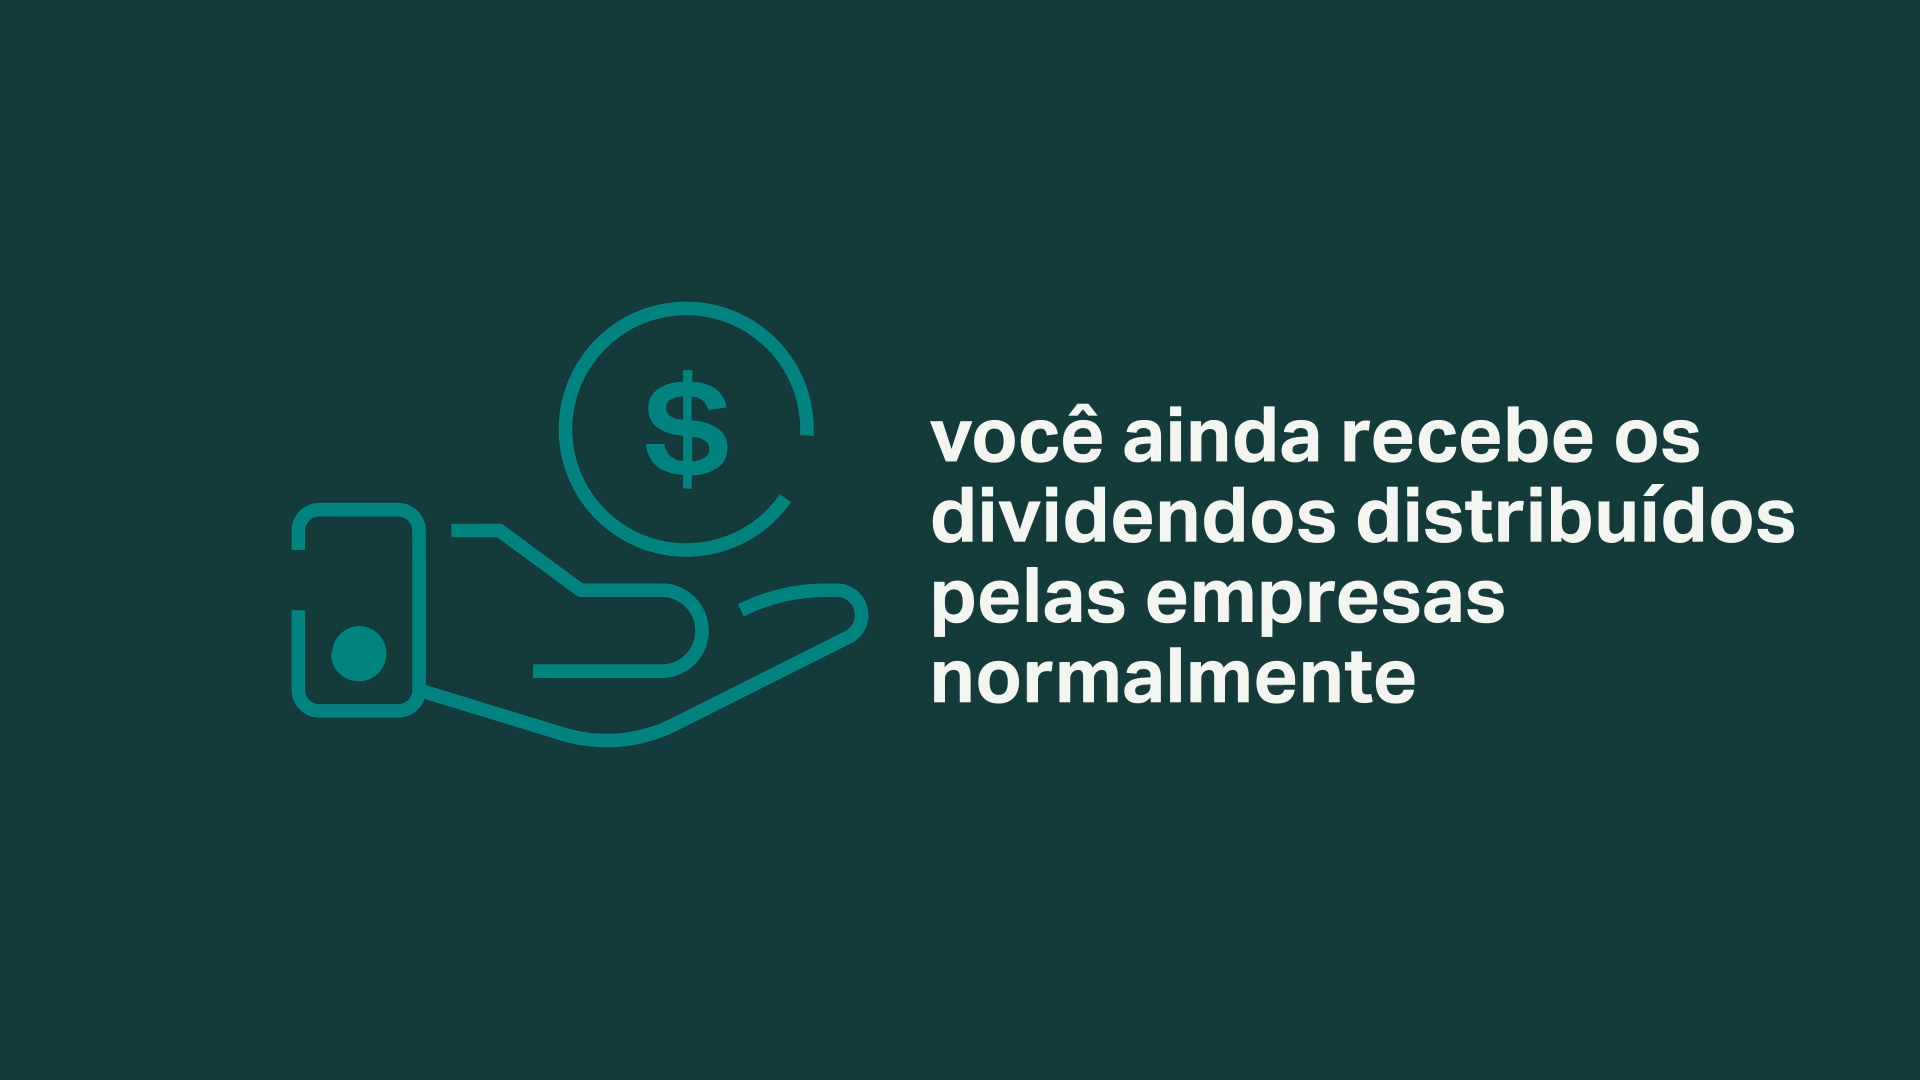 $
você ainda recebe os
dividendos distribuídos
pelas empresas
normalmente